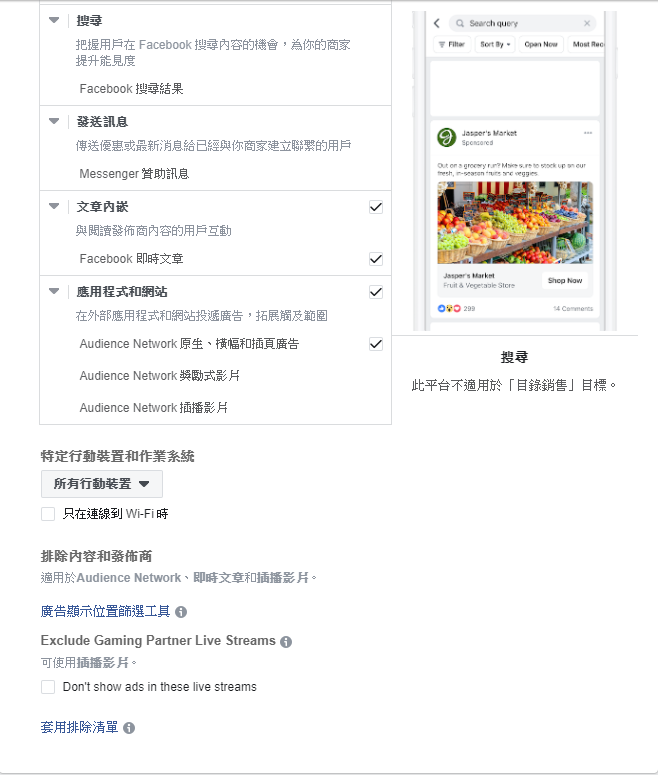 搜尋
把握用戶在 Facebook 搜尋內容的機會，為你的商家
提升能見度
Facebook 搜尋結果
發送訊息
傳送優惠或最新消息給已經與你商家建立聯繫的用戶
Messenger 贊助訊息
文章內嵌
與閱讀發佈商內容的用戶互動
Facebook 即時文章
應用程式和網站
在外部應用程式和網站投遞廣告，拓展觸及範圍
Audience Network 原生、橫幅和插頁廣告
Audience Network 獎勵式影片
Audience Network 插播影片
Search query
Filter
Sort By
Open Now
Most Rec
Jasper's Market
Sponsored
Out on a grocery run? Make sure to stock up on our
fresh, in-season fruits and veggies.
Jasper's Market
Fruit & Vegetable Store
Shop Now
299
14 Comments
搜尋
此平台不適用於「目錄銷售」目標。
特定行動裝置和作業系統
所有行動裝置
只在連線到 Wi-Fi 時
排除內容和發佈商
適用於Audience Network、即時文章和插播影片。
廣告顯示位置篩選工具
Exclude Gaming Partner Live Streams
可使用插播影片。
Don't show ads in these live streams
套用排除清單